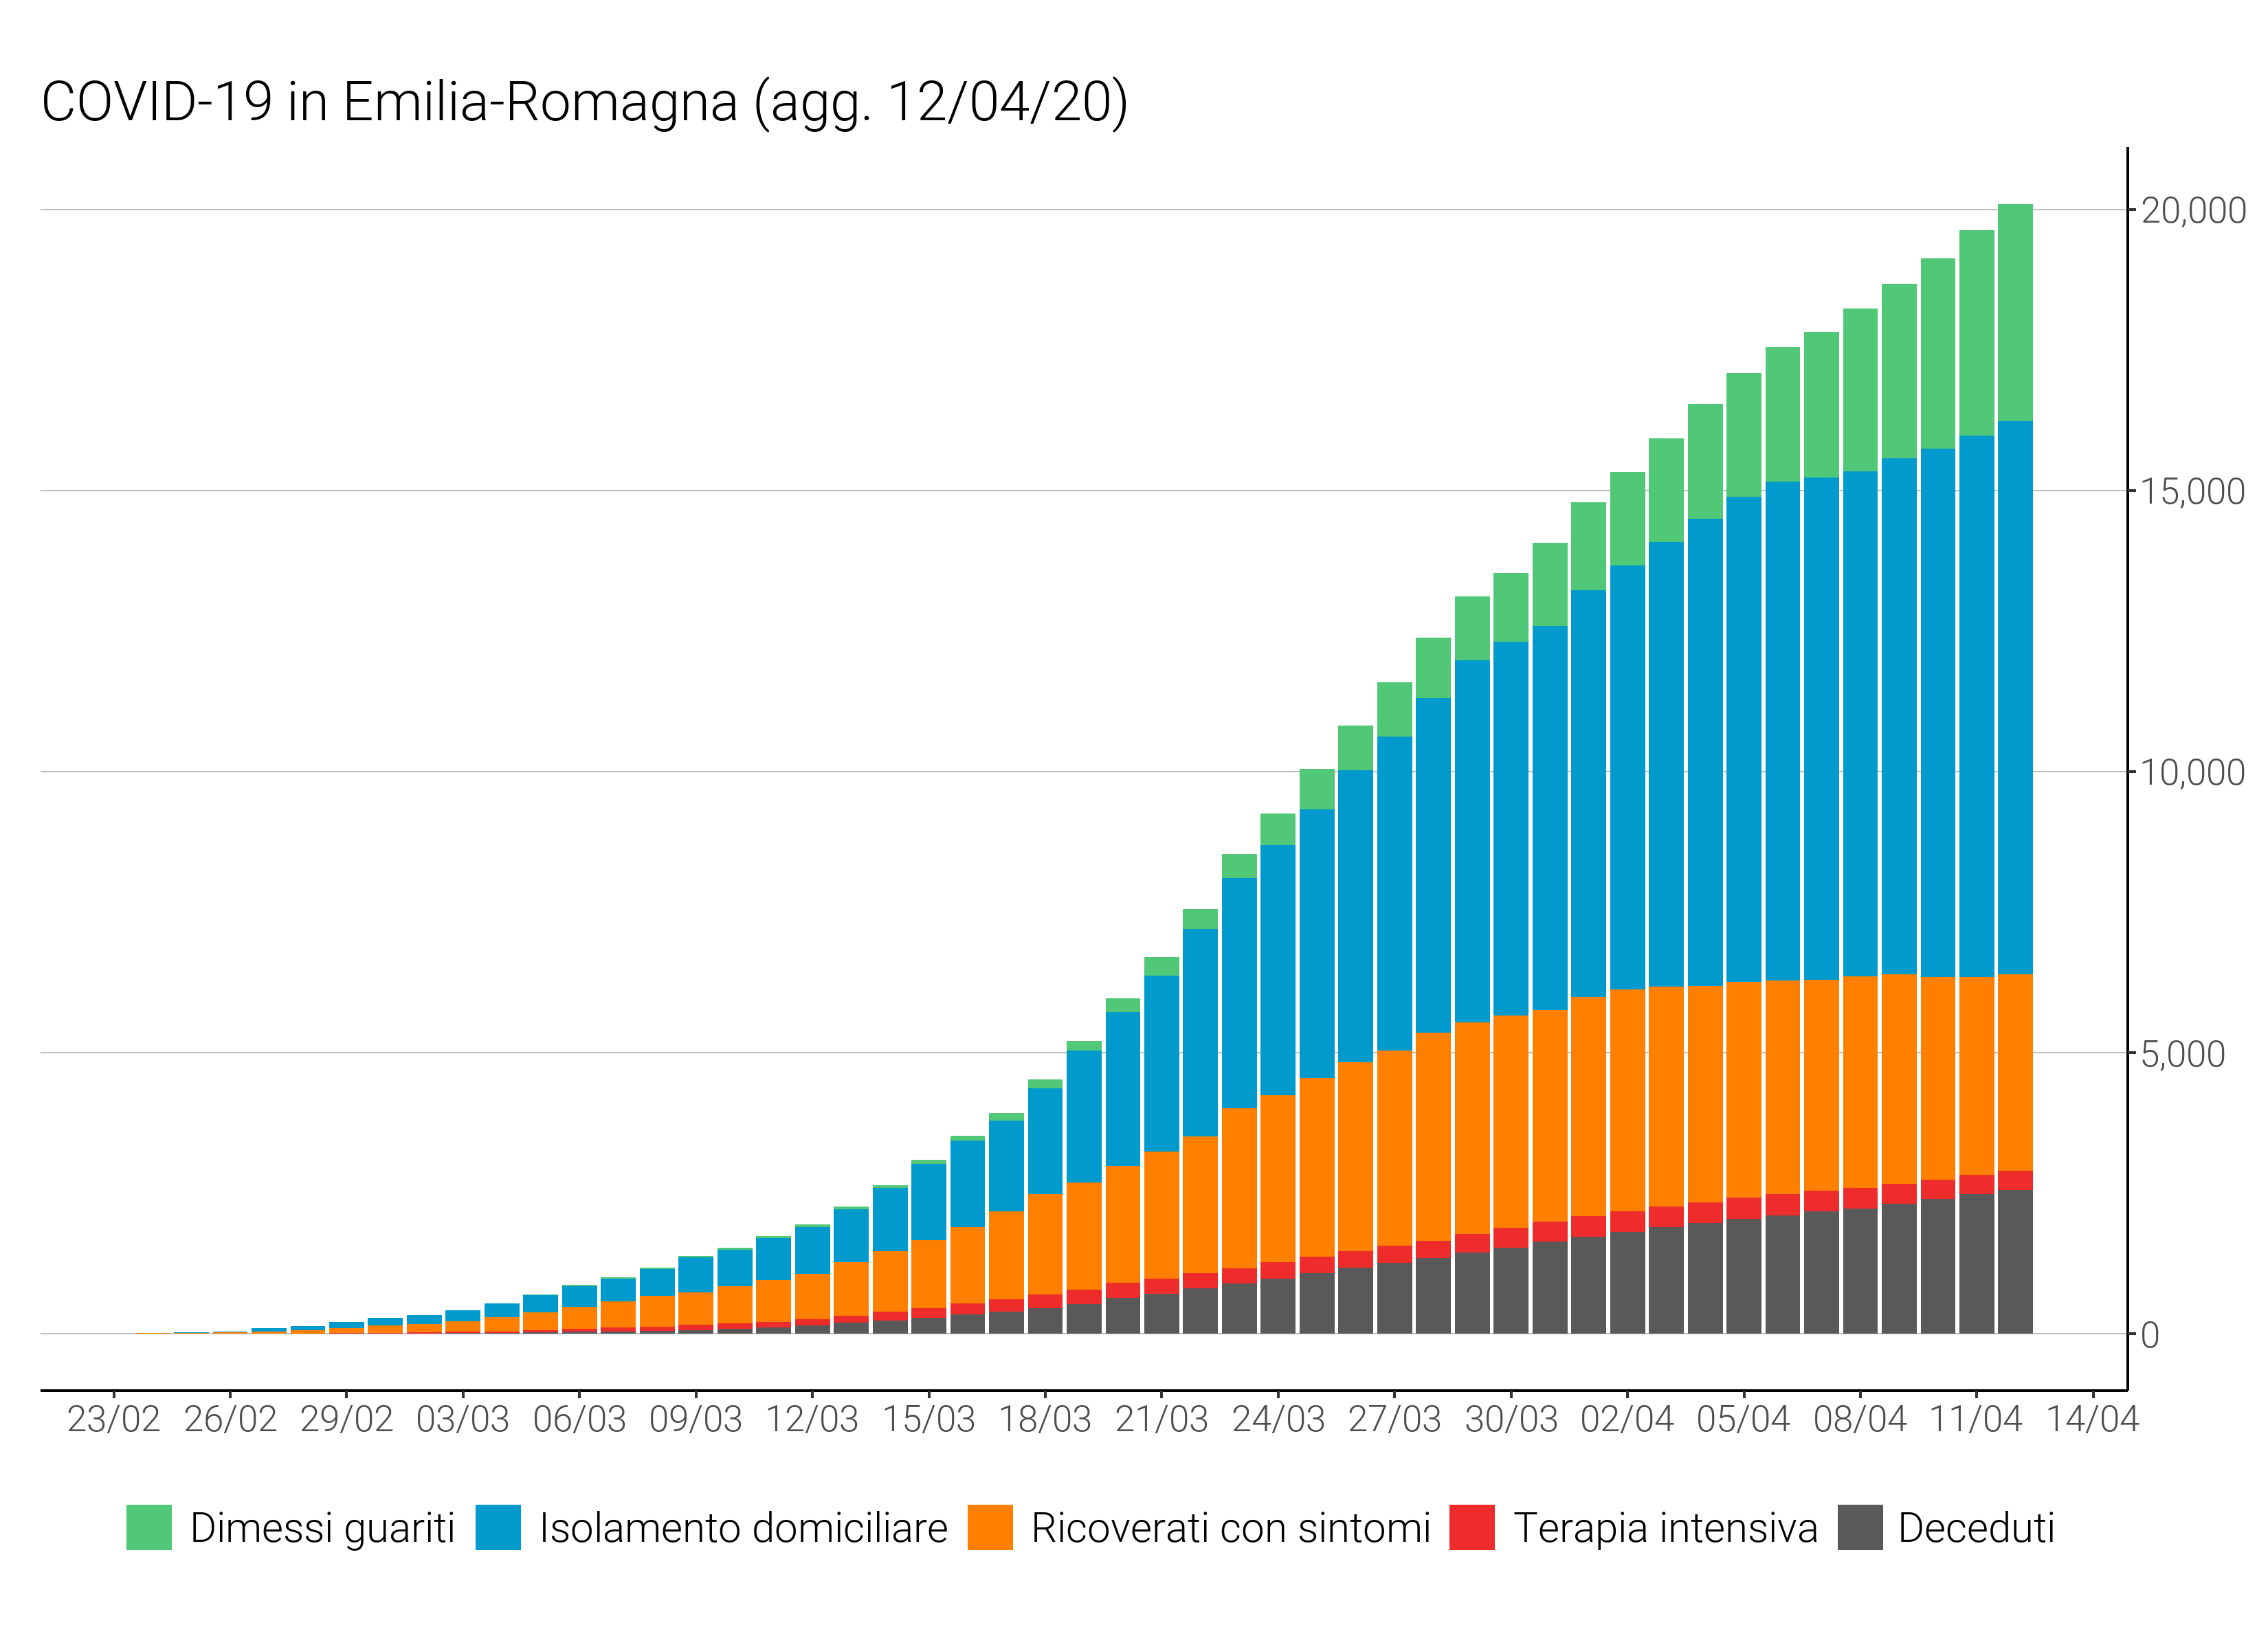 COVID-19 in Emilia-Romagna (agg. 12/04/20)
20,000
15,000
10,000
5,000
0
23/02 26/02 29/02 03/03 06/03 09/03 12/03 15/03 18/03 21/03 24/03 27/03 30/03 02/04 05/04 08/04 11/04 14/04
Dimessi guariti Isolamento domiciliare Ricoverati con sintomi Terapia intensiva Deceduti